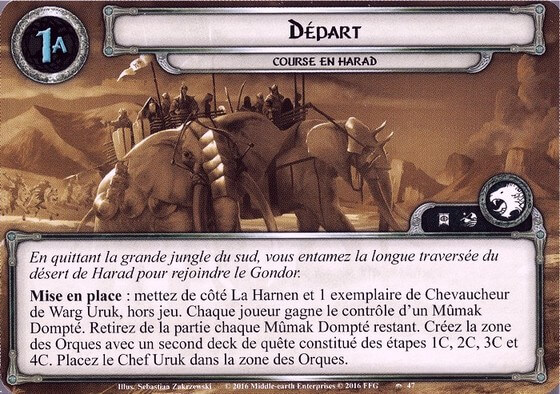 1A
DÉPART
COURSE EN HARAD
En quittant la grande jungle du sud, vous entamez la longue traversée du
désert de Harad pour rejoindre le Gondor.
Mise en place : mettez de côté La Harnen et 1 exemplaire de Chevaucheur
de Warg Uruk, hors jeu. Chaque joueur gagne le contrôle d'un Mûmak
Dompté. Retirez de la partie chaque Mûmak Dompté restant. Créez la zone
des Orques avec un second deck de quête constitué des étapes 1C, 2C, 3C et
4C. Placez le Chef Uruk dans la zone des Orques.
Illus. Sebastian Zakrzewski © 2016 Middle-earth Enterprises © 2016 FFG 47